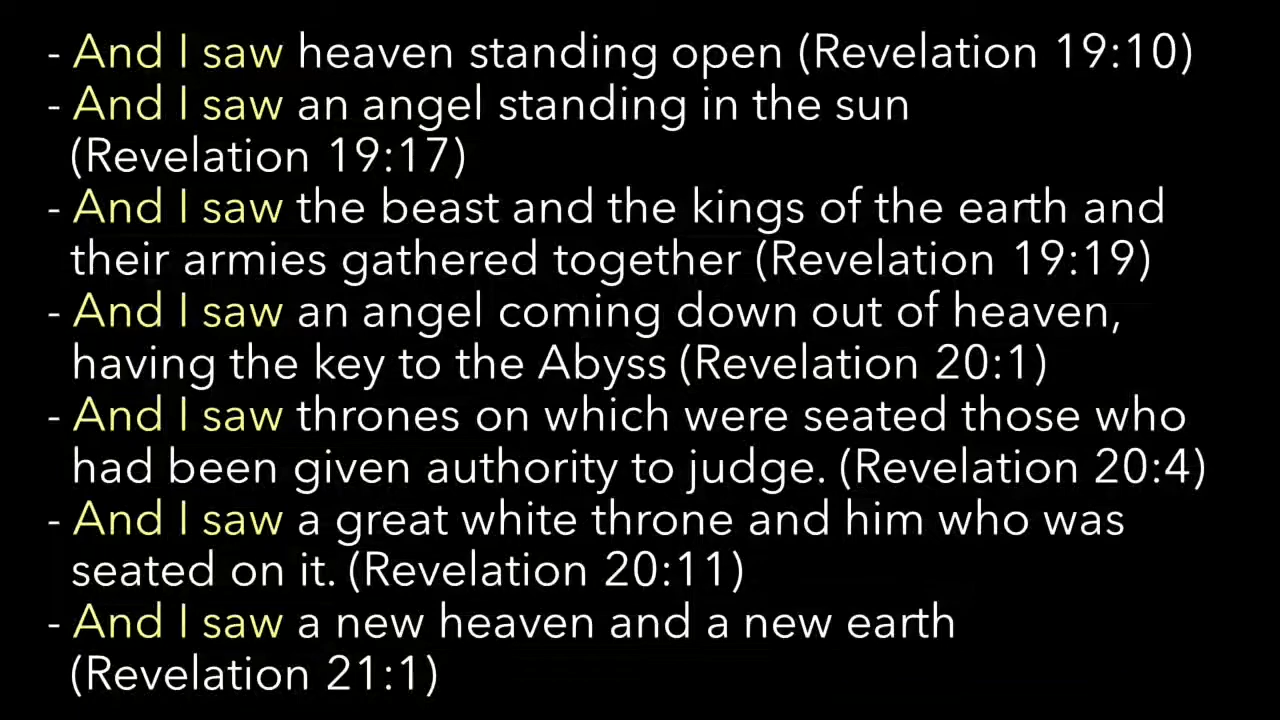 - And I saw heaven standing open (Revelation 19:10)
- And I saw an angel standing in the sun
(Revelation 19:17)
- And I saw the beast and the kings of the earth and
their armies gathered together (Revelation 19:19)
- And I saw an angel coming down out of heaven,
having the key to the Abyss (Revelation 20:1)
- And I saw thrones on which were seated those who
had been given authority to judge. (Revelation 20:4)
- And I saw a great white throne and him who was
seated on it. (Revelation 20:11)
- And I saw a new heaven and a new earth
(Revelation 21:1)